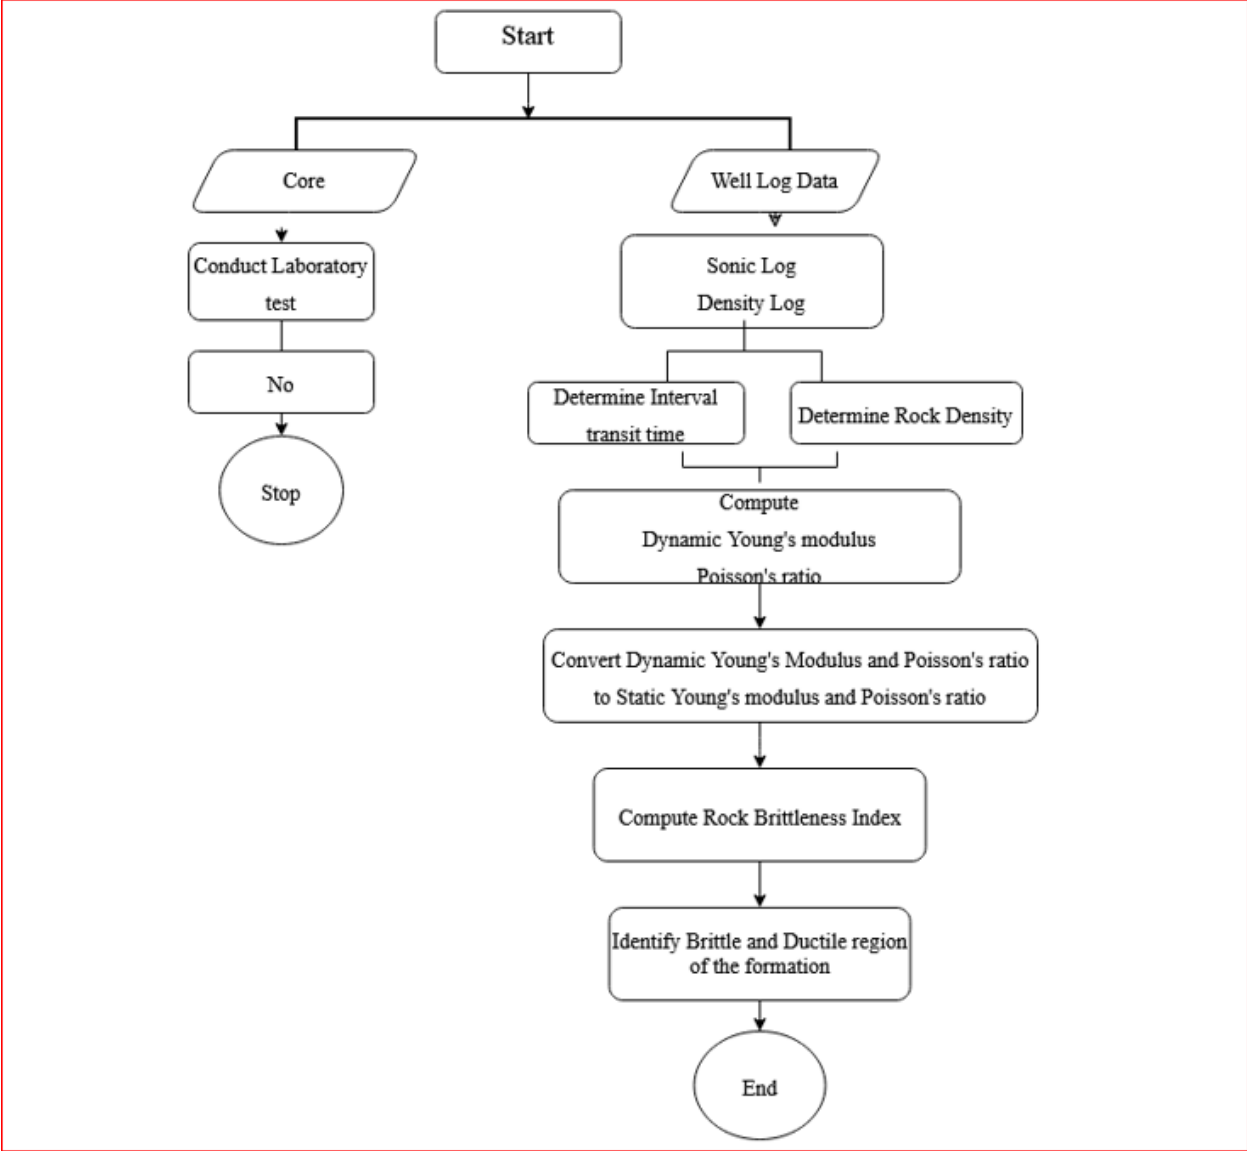 Start
Core
Well Log Data
Conduct Laboratory
test
Sonic Log
Density Log
No
Determine Interval
transit time
Determine Rock Density
Stop
Compute
Dynamic Young's modulus
Poisson's ratio
Convert Dynamic Young's Modulus and Poisson's ratio
to Static Young's modulus and Poisson's ratio
Compute Rock Brittleness Index
Identify Brittle and Ductile region
of the formation
End